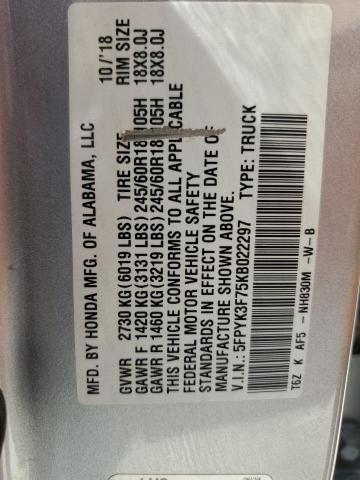 MFD. BY HONDA MFG. OF ALABAMA, LLC 10/'18
GVWR 2730 KG(6019 LBS) TIRE SIZE RIM SIZE
GAWR F 1420 KG(3131 LBS) 245/60R18 105H 18X8.0J
GAWR R 1460 KG(3219 LBS) 245/60R18 105H 18X8.0J
THIS VEHICLE CONFORMS TO ALL APPLICABLE
FEDERAL MOTOR VEHICLE SAFETY
STANDARDS IN EFFECT ON THE DATE OF
MANUFACTURE SHOWN ABOVE.
V.I.N.: 5FPYK3F75KB022297 TYPE: TRUCK
T6Z K AF5 - NH830M -W-B